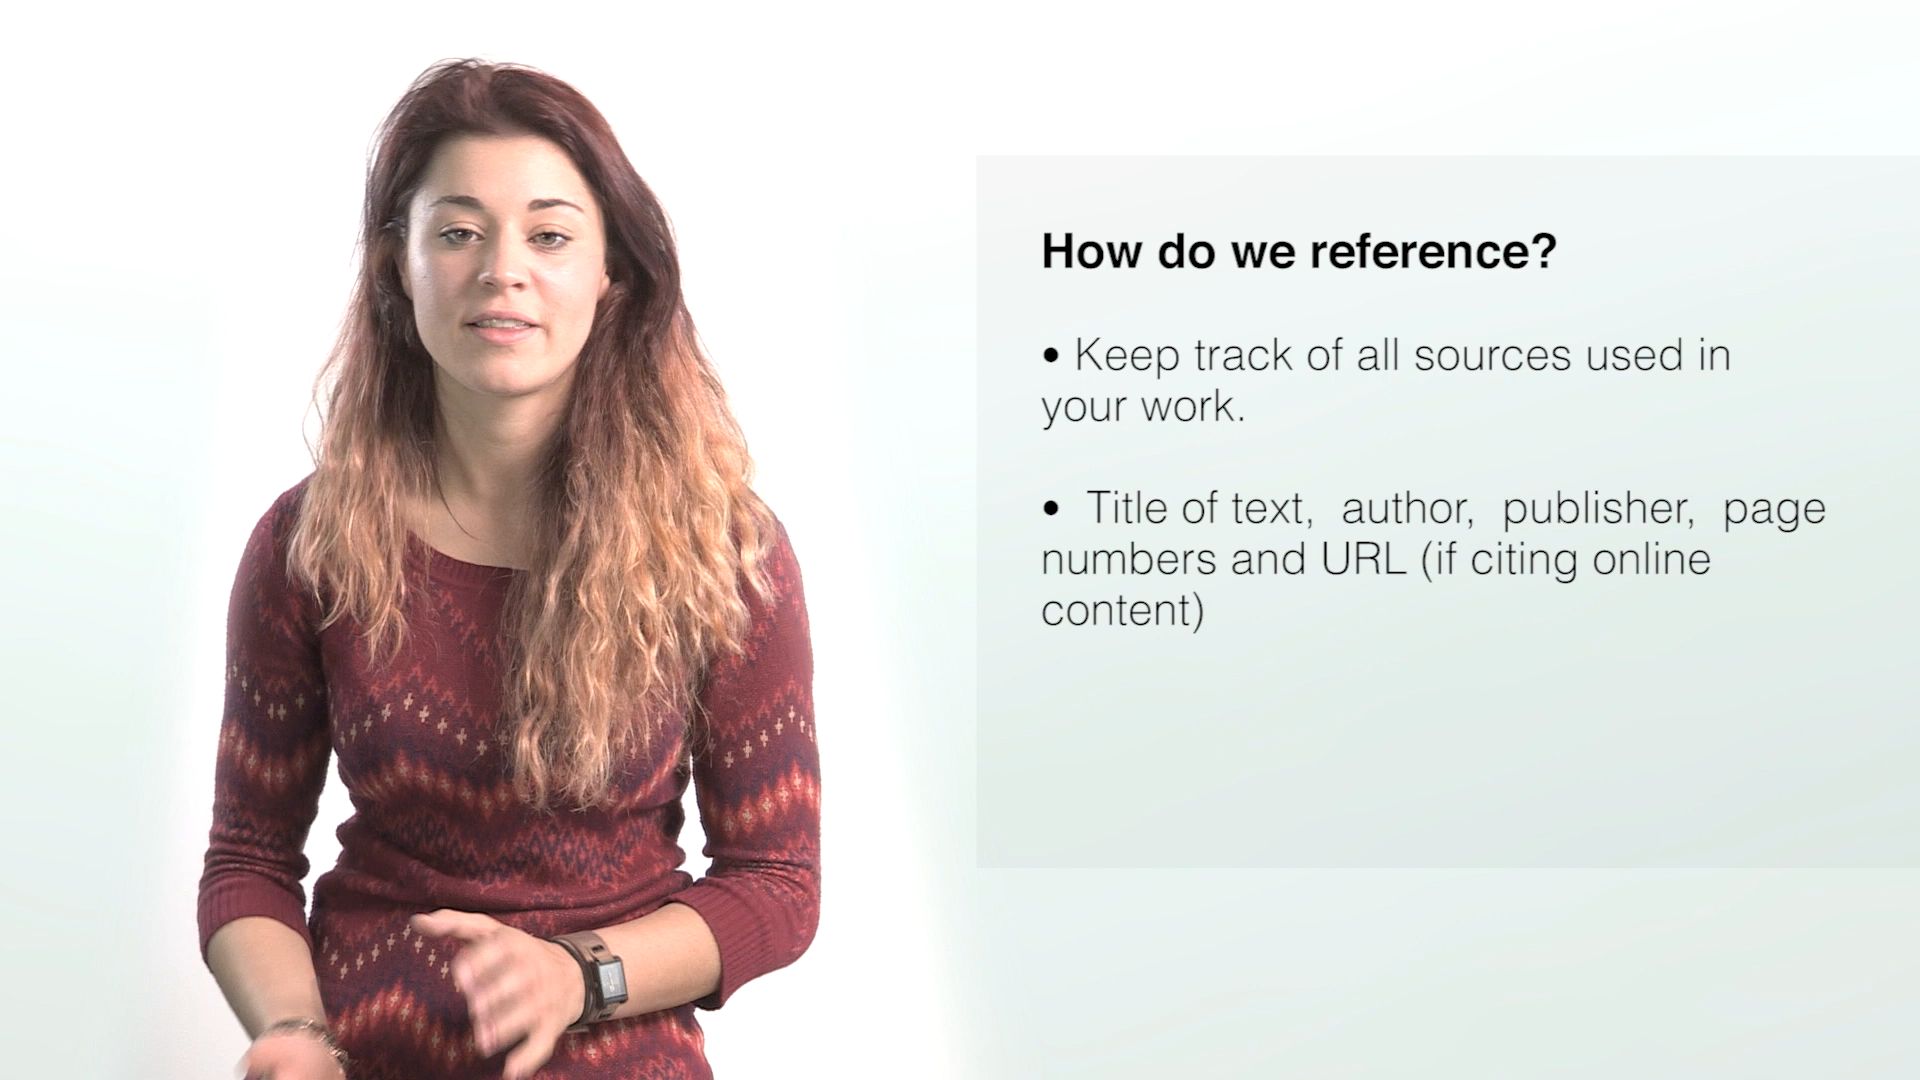 How do we reference?
• Keep track of all sources used in
your work.
• Title of text, author, publisher, page
numbers and URL (if citing online
content)